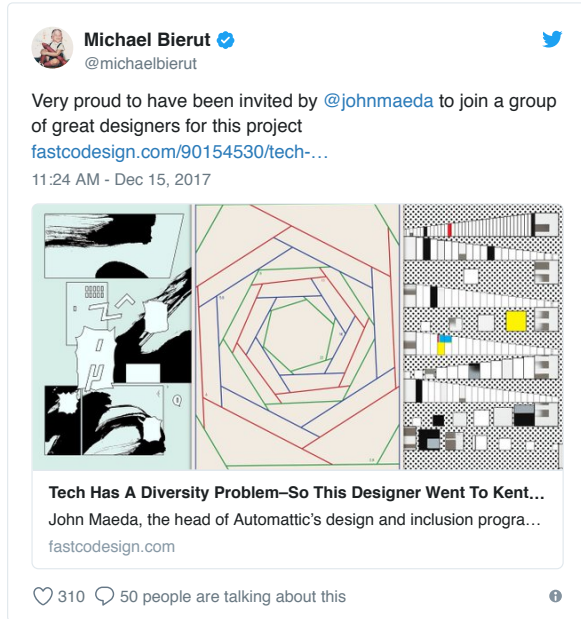 Michael Bierut
@michaelbierut
Very proud to have been invited by @johnmaeda to join a group
of great designers for this project
fastcodesign.com/90154530/tech-…
11:24 AM - Dec 15, 2017
Tech Has A Diversity Problem–So This Designer Went To Kent…
John Maeda, the head of Automattic's design and inclusion progra…
fastcodesign.com
310 50 people are talking about this